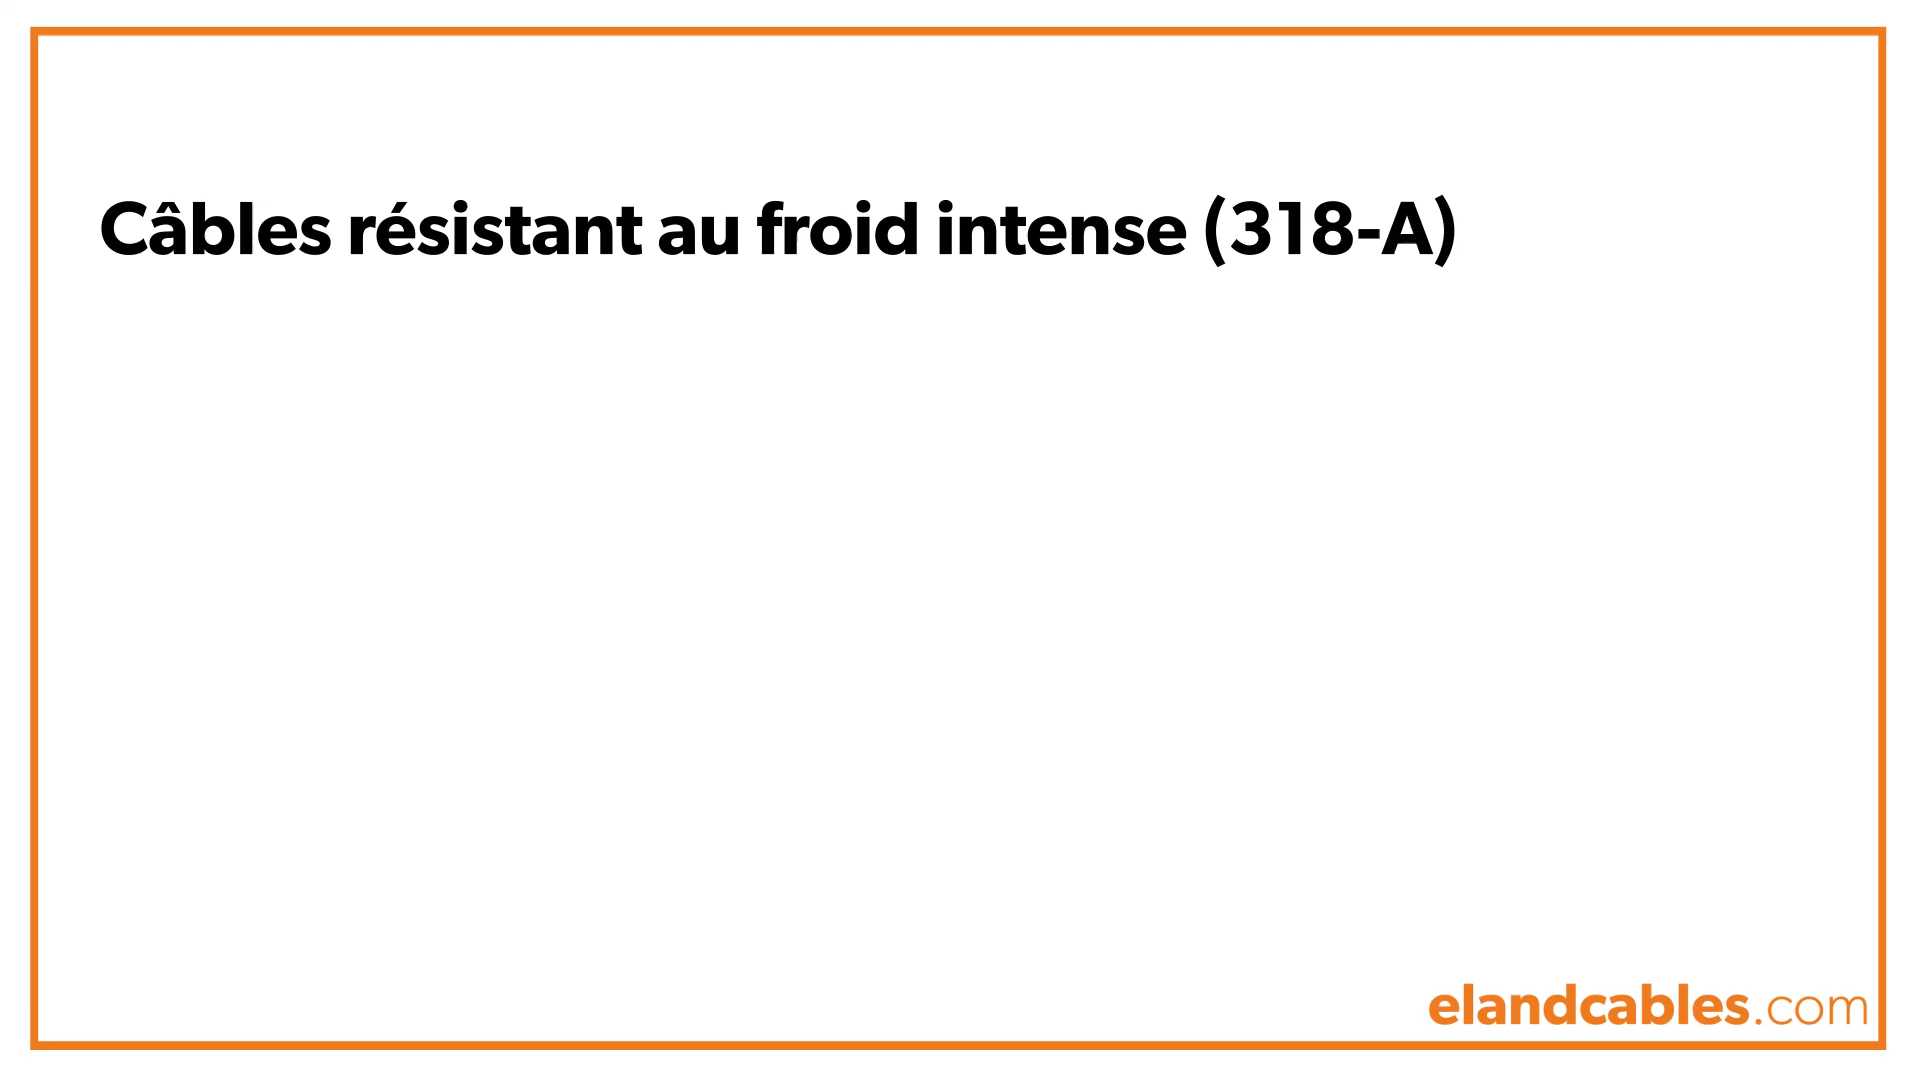 Câbles résistant au froid intense (318-A)
elandcables.com